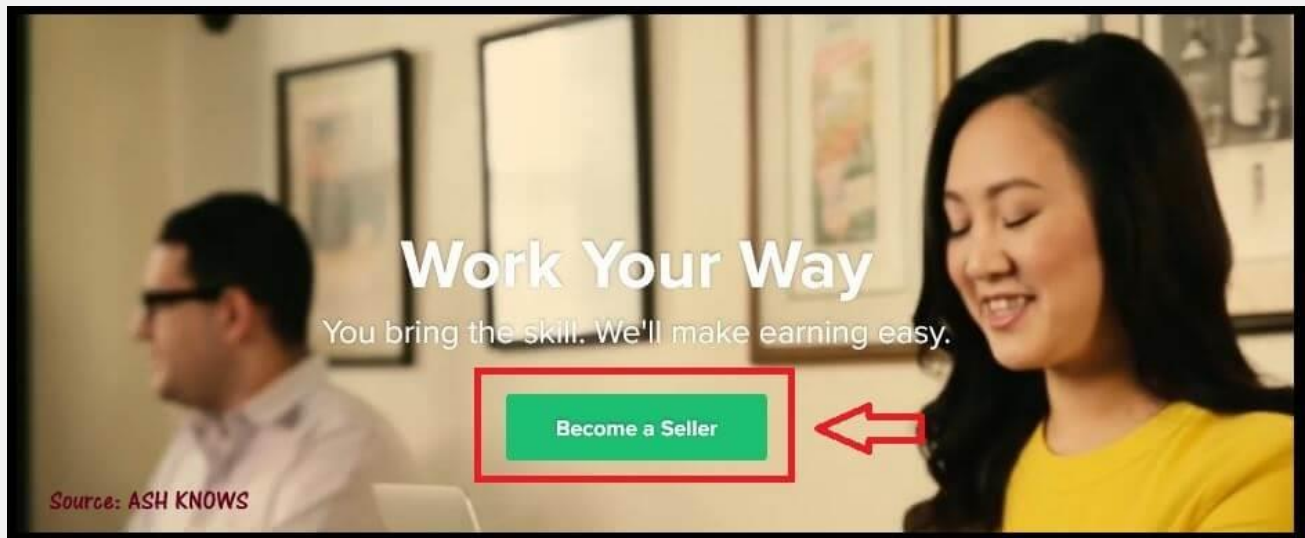 Work Your Way
You bring the skill. We'll make earning easy.
Become a Seller
Source: ASH KNOWS